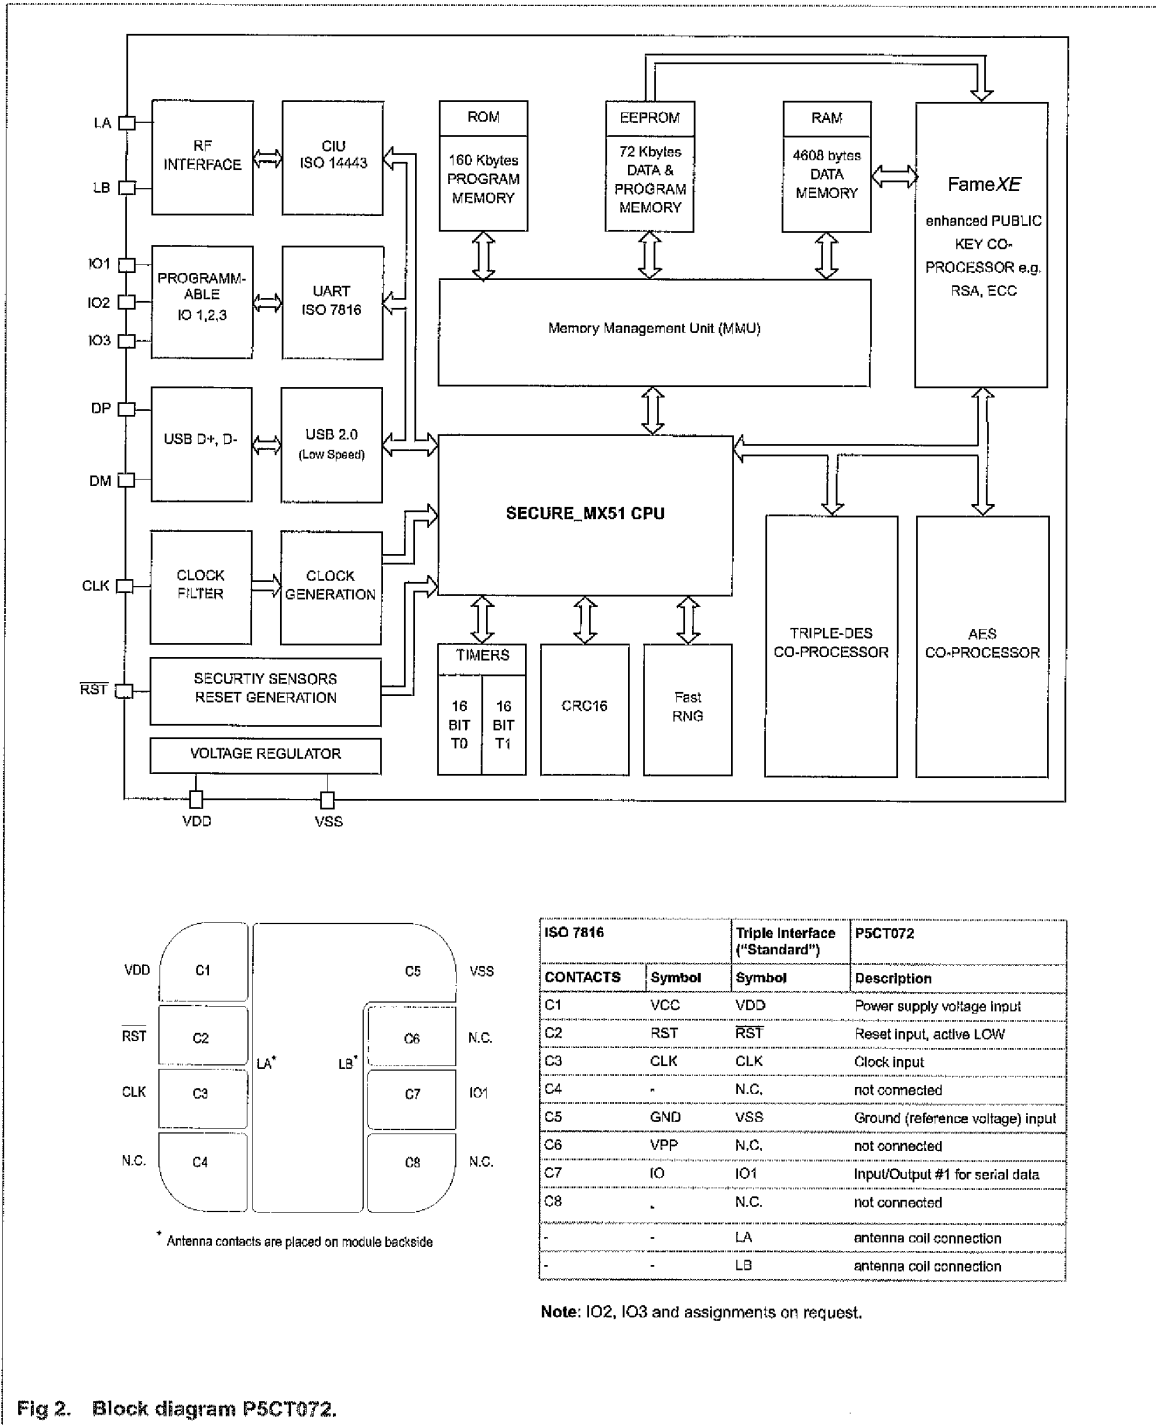 LA
LB
RF
INTERFACE
CIU
ISO 14443
IO1
IO2
IO3
PROGRAMM-
ABLE
IO 1,2,3
UART
ISO 7816
DP
DM
USB D+, D-
USB 2.0
(Low Speed)
CLK
CLOCK
FILTER
CLOCK
GENERATION
RST
SECURTIY SENSORS
RESET GENERATION
VOLTAGE REGULATOR
VDD
VSS
ROM
160 Kbytes
PROGRAM
MEMORY
EEPROM
72 Kbytes
DATA &
PROGRAM
MEMORY
RAM
4608 bytes
DATA
MEMORY
FameXE
enhanced PUBLIC
KEY CO-
PROCESSOR e.g.
RSA, ECC
Memory Management Unit (MMU)
SECURE_MX51 CPU
TIMERS
16
BIT
T0
16
BIT
T1
CRC16
Fast
RNG
TRIPLE-DES
CO-PROCESSOR
AES
CO-PROCESSOR
VDD C1 C5 VSS
RST C2 C6 N.C.
LA* LB*
CLK C3 C7 IO1
N.C. C4 C8 N.C.
* Antenna contacts are placed on module backside
ISO 7816 Triple Interface ("Standard") P5CT072
CONTACTS Symbol Symbol Description
C1 VCC VDD Power supply voltage input
C2 RST RST Reset input, active LOW
C3 CLK CLK Clock input
C4 - N.C. not connected
C5 GND VSS Ground (reference voltage) input
C6 VPP N.C. not connected
C7 IO IO1 Input/Output #1 for serial data
C8 - N.C. not connected
- - LA antenna coil connection
- - LB antenna coil connection
Note: IO2, IO3 and assignments on request.
Fig 2. Block diagram P5CT072.